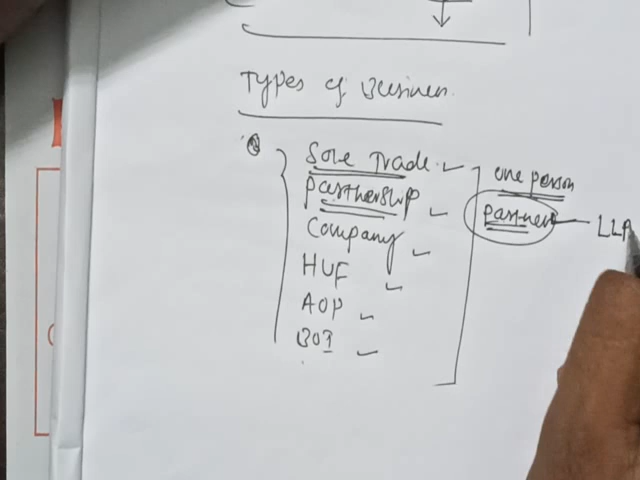 Types of Business.
Sole Trade.
Partnership
Company
HUF
AOP
BOI
one person
partner
LLP